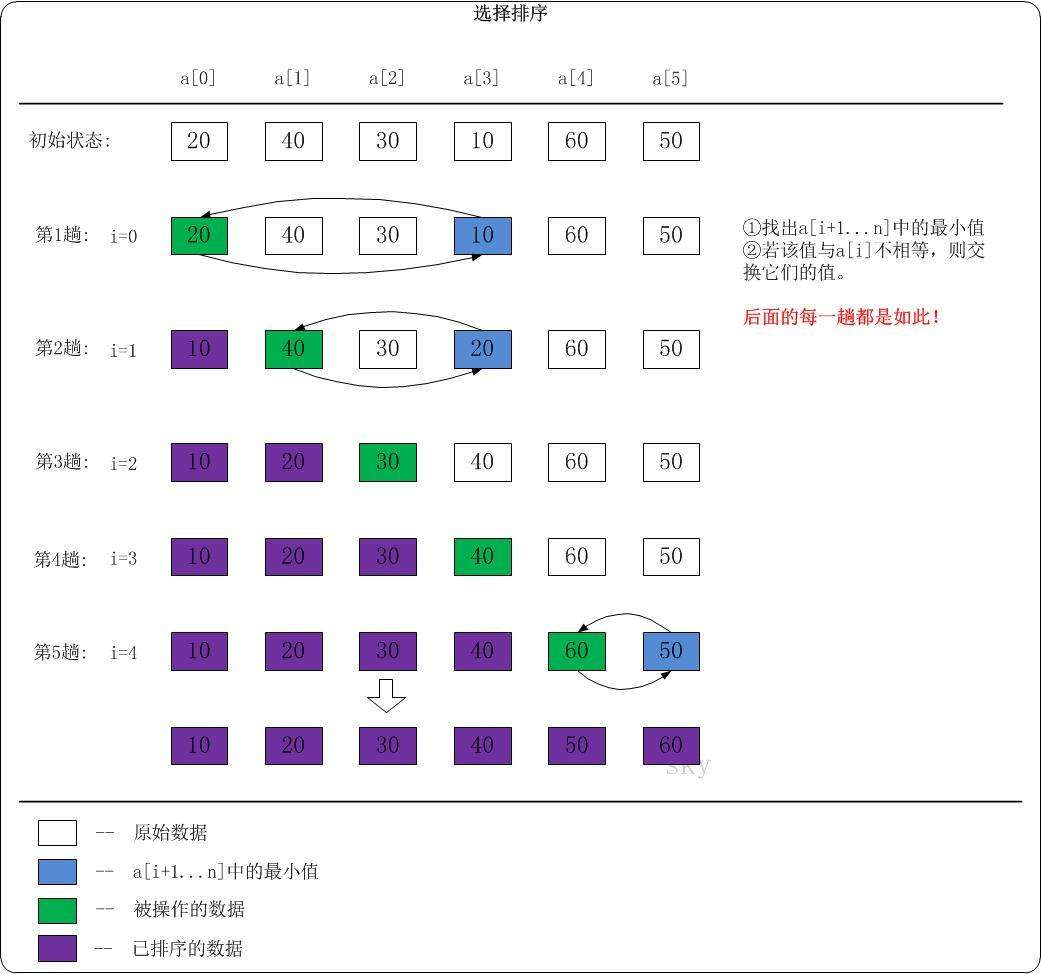 选择排序
a[0] a[1] a[2] a[3] a[4] a[5]
初始状态: 20 40 30 10 60 50
第1趟: i=0 20 40 30 10 60 50
①找出a[i+1...n]中的最小值
②若该值与a[i]不相等，则交
换它们的值。
后面的每一趟都是如此！
第2趟: i=1 10 40 30 20 60 50
第3趟: i=2 10 20 30 40 60 50
第4趟: i=3 10 20 30 40 60 50
第5趟: i=4 10 20 30 40 60 50
10 20 30 40 50 60
sky
-- 原始数据
-- a[i+1...n]中的最小值
-- 被操作的数据
-- 已排序的数据